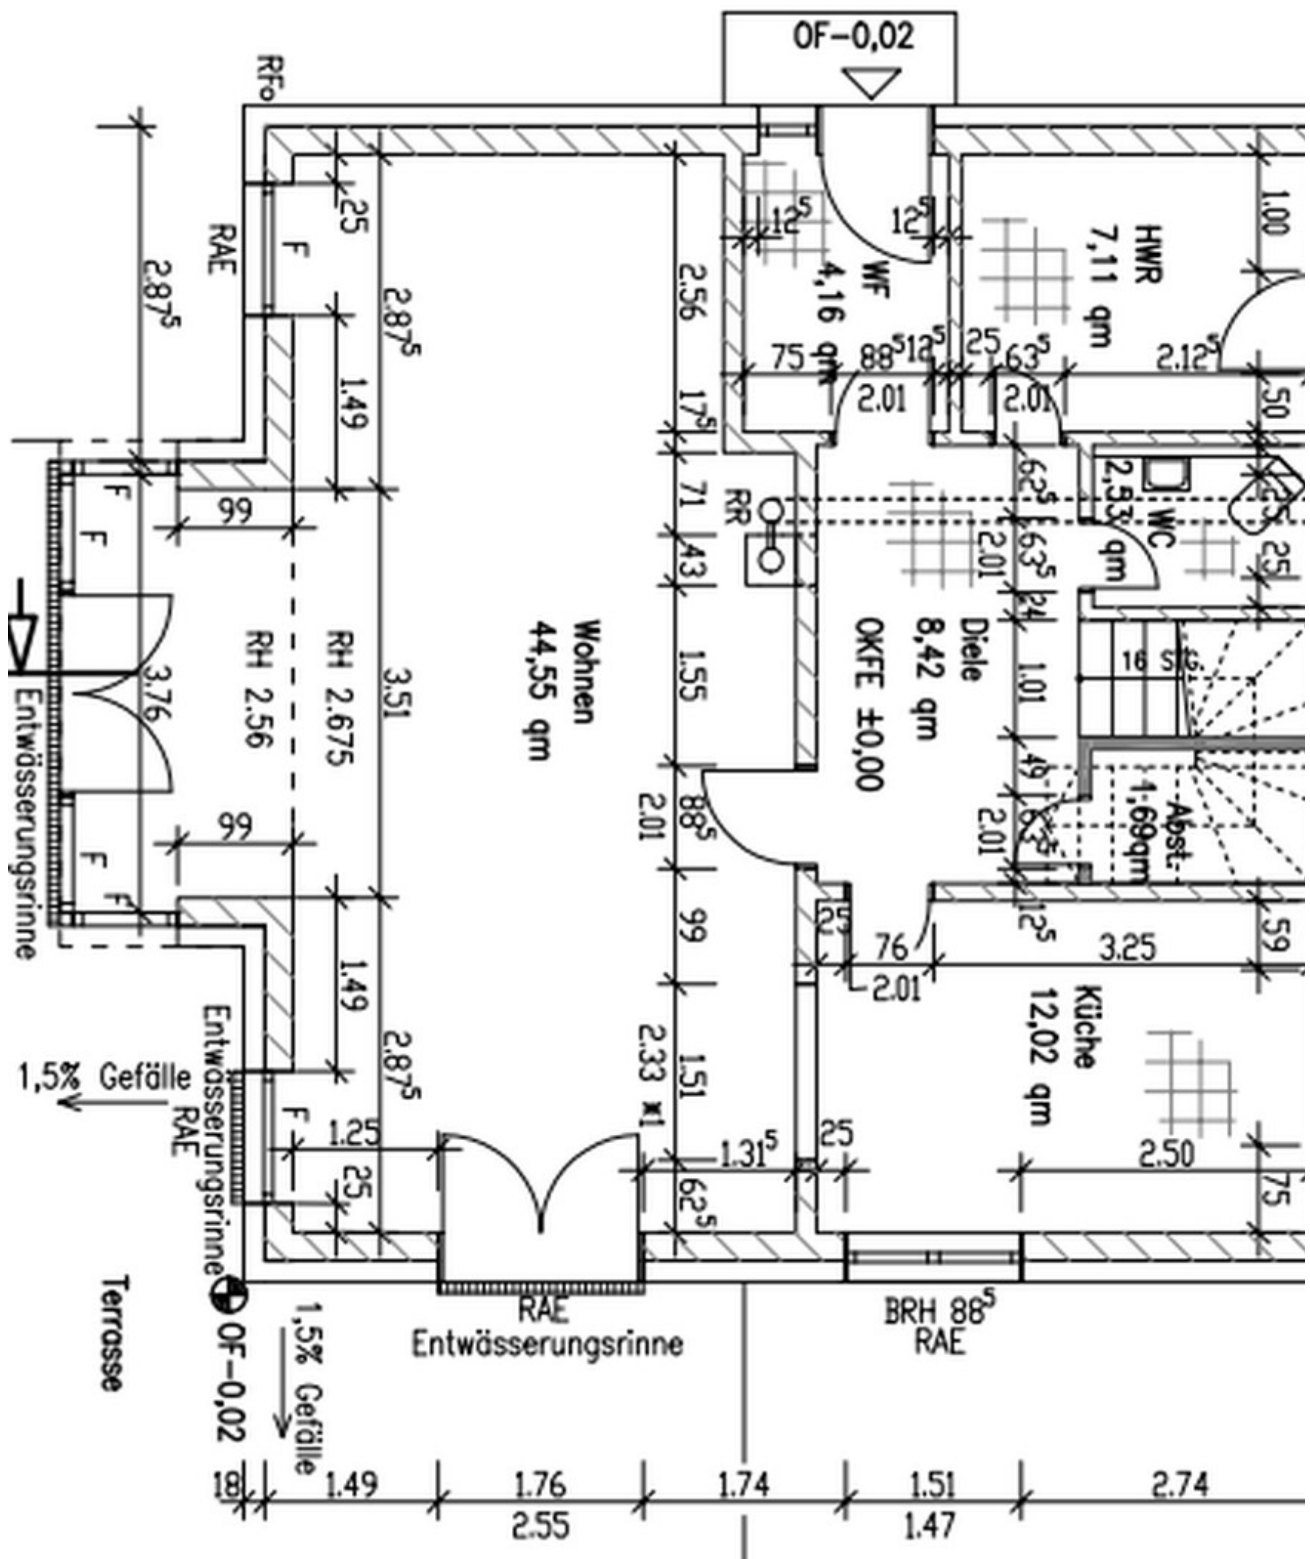 OF-0,02
RFo
RAE
F
25
2.87⁵
2.87⁵
1.49
2.56
17⁵
12⁵
12⁵
WF
4,16 qm
75
88⁵
2.01
12⁵
25
63⁵
2.01
2.12⁵
HWR
7,11 qm
1.00
50
F
F
99
71
43
RR
62⁵
63⁵
2.01
24
2,53 qm
WC
25
Wohnen
44,55 qm
Diele
8,42 qm
OKFE ±0,00
1.01
16 STG.
3.76
RH 2.56
RH 2.675
3.51
1.55
49
63⁵
2.01
Abst.
1,69qm
88⁵
2.01
99
F
F
Entwässerungsrinne
99
12⁵
59
25
76
2.01
3.25
1.49
2.87⁵
1.51
2.33 ж1
Küche
12,02 qm
1,5% Gefälle
RAE
Entwässerungsrinne
F
1.25
25
1.31⁵
25
62⁵
2.50
75
Terrasse
OF-0,02
1,5% Gefälle
RAE
Entwässerungsrinne
BRH 88⁵
RAE
18
1.49
1.76
2.55
1.74
1.51
1.47
2.74